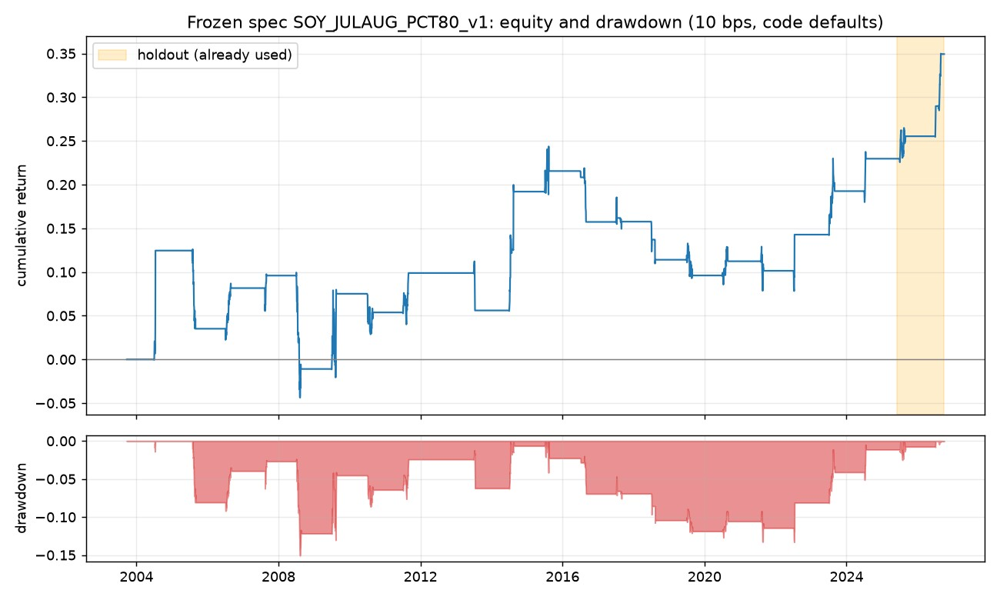 Frozen spec SOY_JULAUG_PCT80_v1: equity and drawdown (10 bps, code defaults)
holdout (already used)
cumulative return
0.35
0.30
0.25
0.20
0.15
0.10
0.05
0.00
−0.05
drawdown
0.00
−0.05
−0.10
−0.15
2004 2008 2012 2016 2020 2024